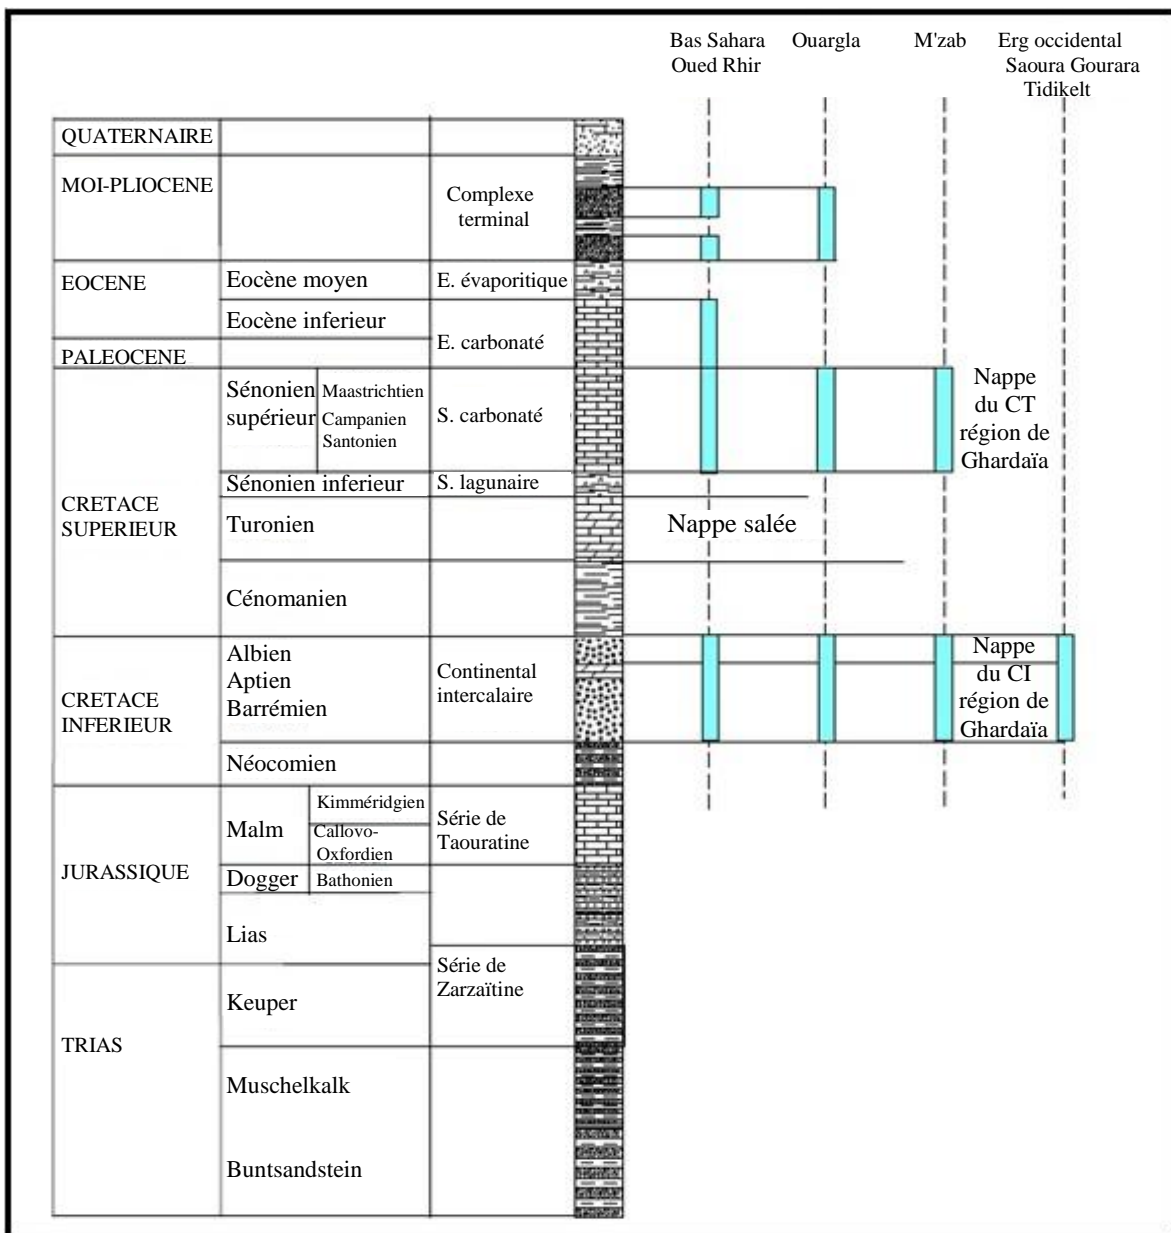 Bas Sahara
Oued Rhir
Ouargla
M'zab
Erg occidental
Saoura Gourara
Tidikelt
QUATERNAIRE
MOI-PLIOCENE
Complexe
terminal
EOCENE
Eocène moyen
E. évaporitique
Eocène inferieur
E. carbonaté
PALEOCENE
Sénonien
supérieur
Maastrichtien
Campanien
Santonien
S. carbonaté
Nappe
du CT
région de
Ghardaïa
Sénonien inferieur
S. lagunaire
CRETACE
SUPERIEUR
Turonien
Nappe salée
Cénomanien
CRETACE
INFERIEUR
Albien
Aptien
Barrémien
Continental
intercalaire
Nappe
du CI
région de
Ghardaïa
Néocomien
JURASSIQUE
Malm
Kimméridgien
Callovo-
Oxfordien
Série de
Taouratine
Dogger
Bathonien
Lias
Série de
Zarzaïtine
TRIAS
Keuper
Muschelkalk
Buntsandstein